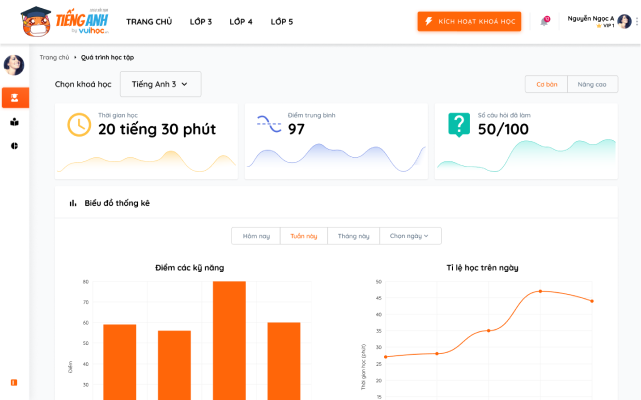 TIẾNG ANH
by vuihoc.vn
TRANG CHỦ
LỚP 3
LỚP 4
LỚP 5
KÍCH HOẠT KHOÁ HỌC
Nguyễn Ngọc A
VIP 1
Trang chủ • Quá trình học tập
Chọn khoá học
Tiếng Anh 3
Cơ bản
Nâng cao
Thời gian học
20 tiếng 30 phút
Điểm trung bình
97
Số câu hỏi đã làm
50/100
Biểu đồ thống kê
Hôm nay
Tuần này
Tháng này
Chọn ngày
Điểm các kỹ năng
80
70
60
50
40
30
Điểm
Tỉ lệ học trên ngày
50
45
40
35
30
25
20
15
Thời gian học (phút)